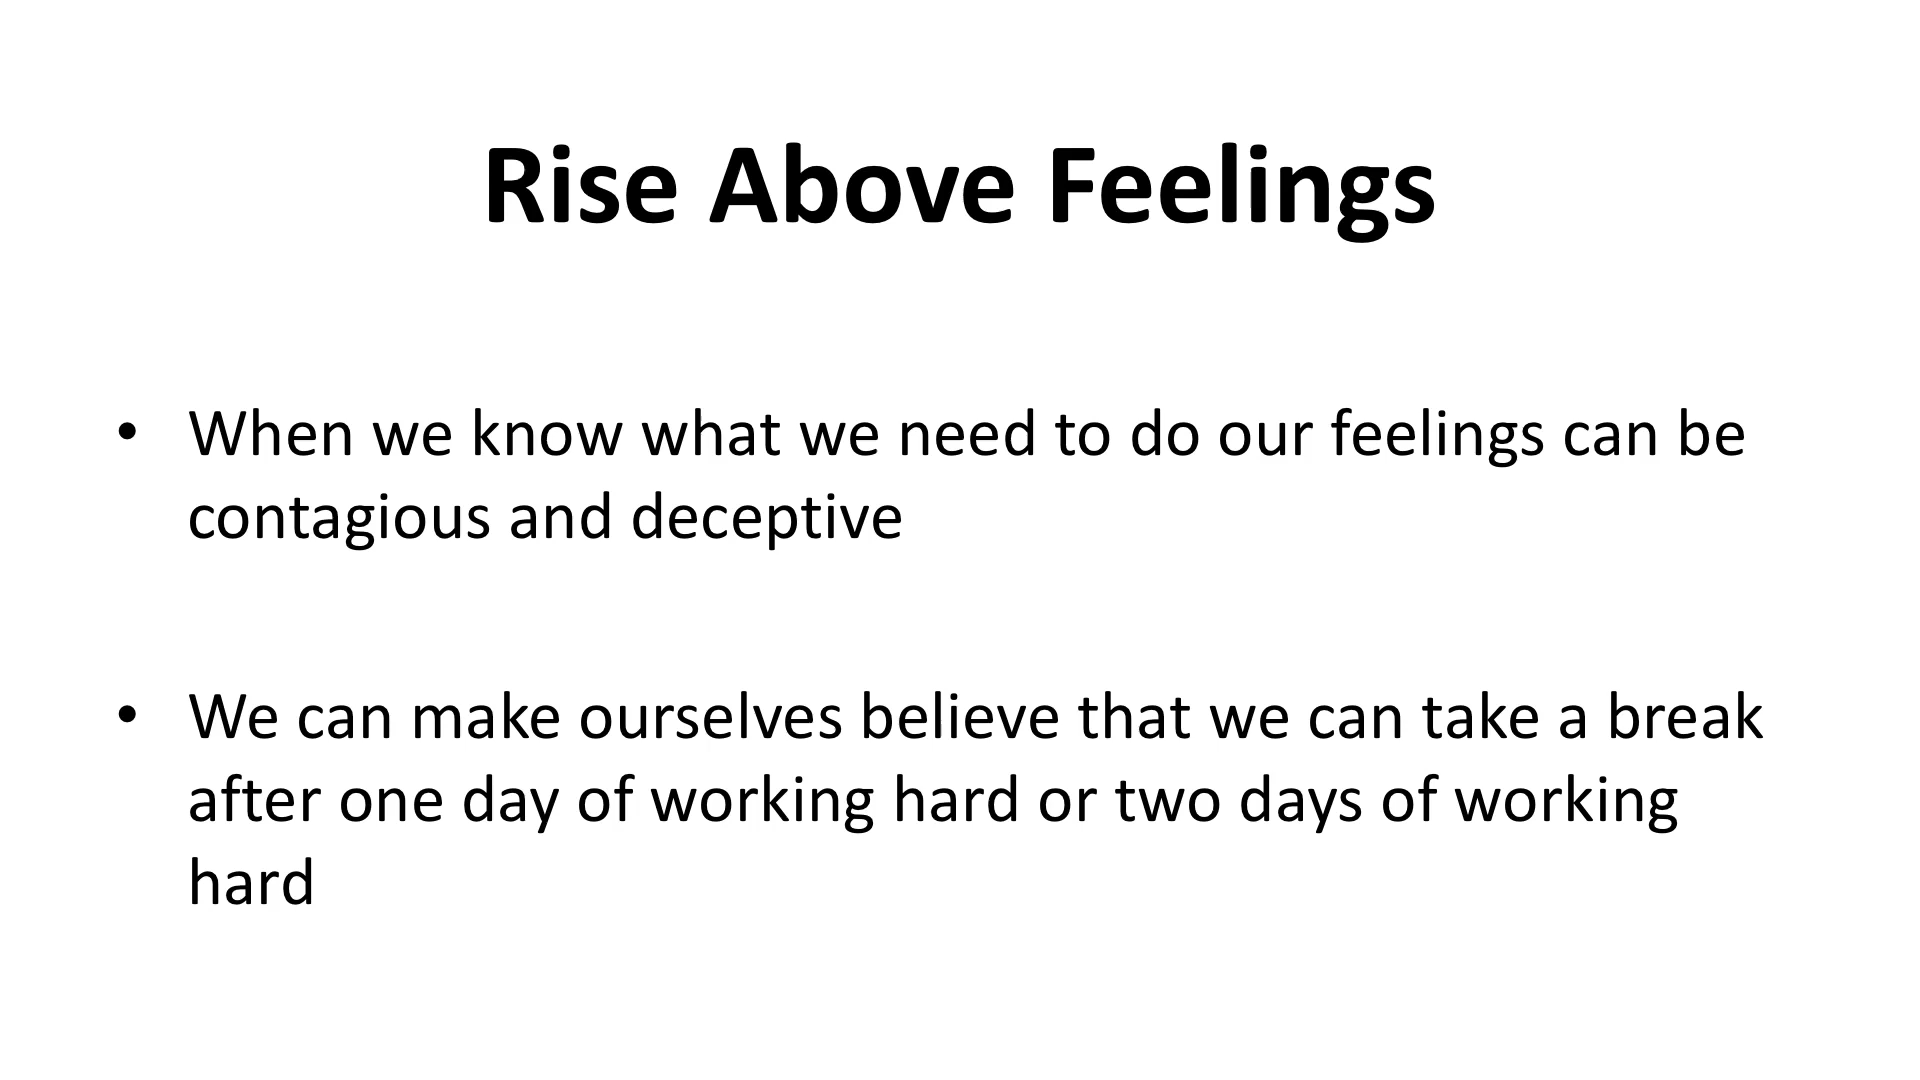 Rise Above Feelings
• When we know what we need to do our feelings can be
contagious and deceptive
• We can make ourselves believe that we can take a break
after one day of working hard or two days of working
hard